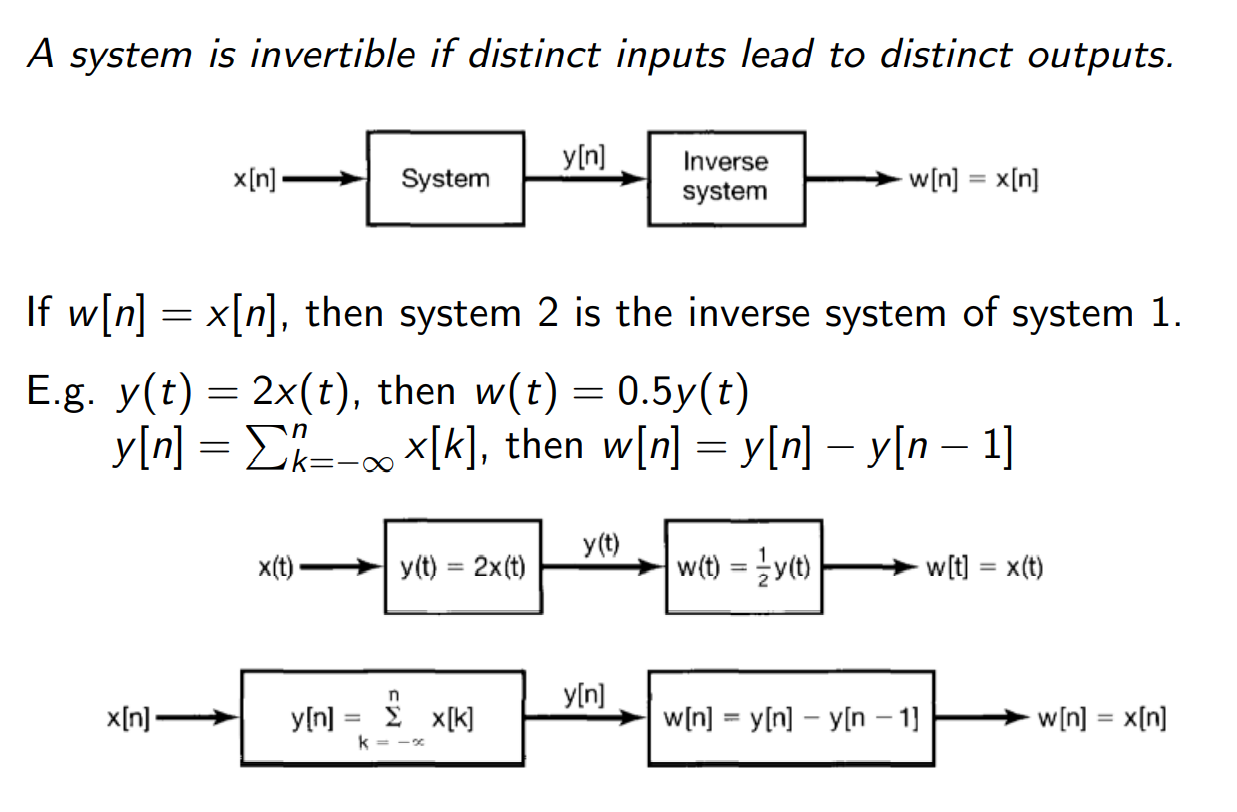 A system is invertible if distinct inputs lead to distinct outputs.
x[n] System y[n] Inverse system w[n] = x[n]
If w[n] = x[n], then system 2 is the inverse system of system 1.
E.g. y(t) = 2x(t), then w(t) = 0.5y(t)
y[n] = ∑ⁿₖ₌₋∞ x[k], then w[n] = y[n] − y[n − 1]
x(t) y(t) = 2x(t) y(t) w(t) = ½y(t) w[t] = x(t)
x[n] y[n] = Σ x[k] n k = −∞ y[n] w[n] = y[n] − y[n − 1] w[n] = x[n]